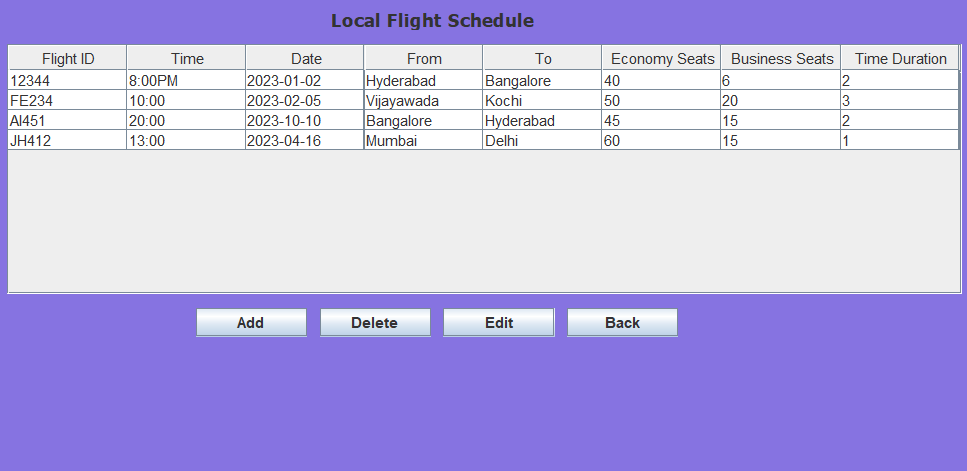 Local Flight Schedule
Flight ID Time Date From To Economy Seats Business Seats Time Duration
12344 8:00PM 2023-01-02 Hyderabad Bangalore 40 6 2
FE234 10:00 2023-02-05 Vijayawada Kochi 50 20 3
AI451 20:00 2023-10-10 Bangalore Hyderabad 45 15 2
JH412 13:00 2023-04-16 Mumbai Delhi 60 15 1
Add Delete Edit Back